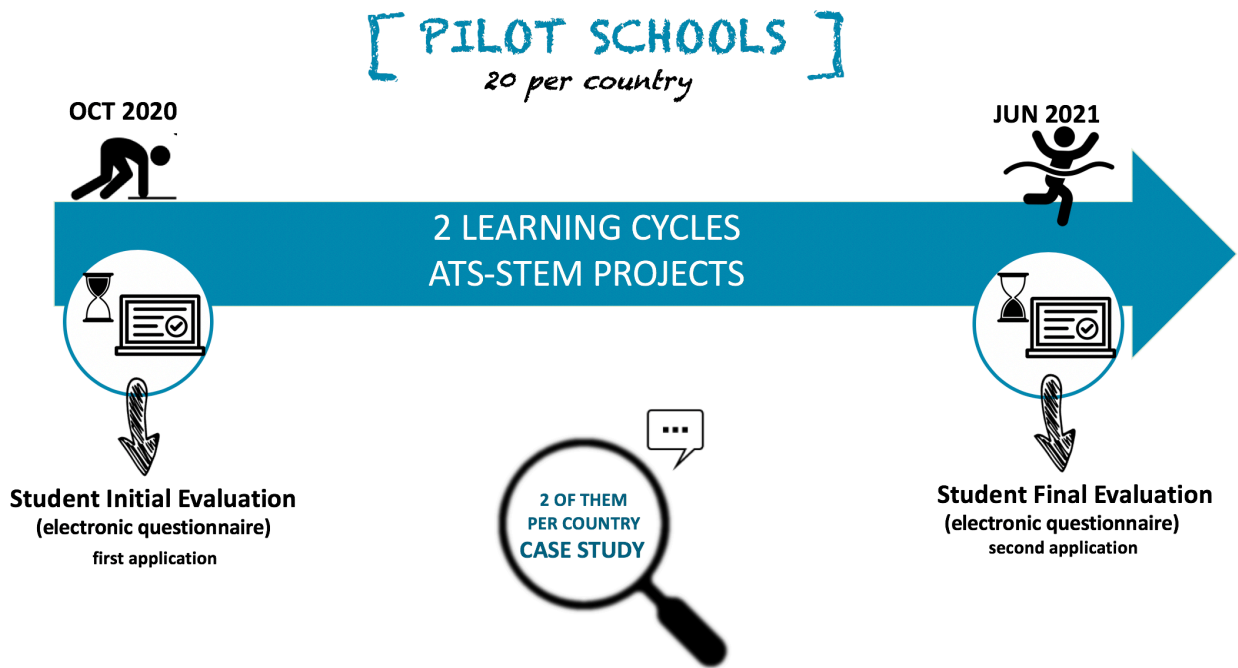 [ PILOT SCHOOLS ]
20 per country
OCT 2020
JUN 2021
2 LEARNING CYCLES
ATS-STEM PROJECTS
Student Initial Evaluation
(electronic questionnaire)
first application
2 OF THEM
PER COUNTRY
CASE STUDY
Student Final Evaluation
(electronic questionnaire)
second application